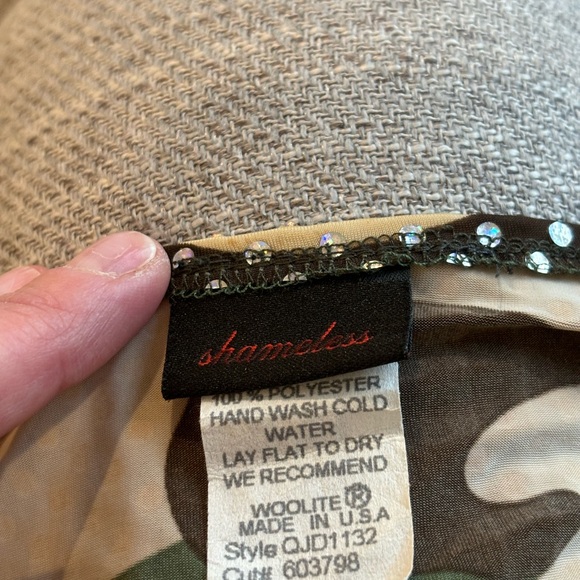 shameless
100% POLYESTER
HAND WASH COLD
WATER
LAY FLAT TO DRY
WE RECOMMEND
WOOLITE ®
MADE IN U.S.A
Style QJD1132
Cut# 603798